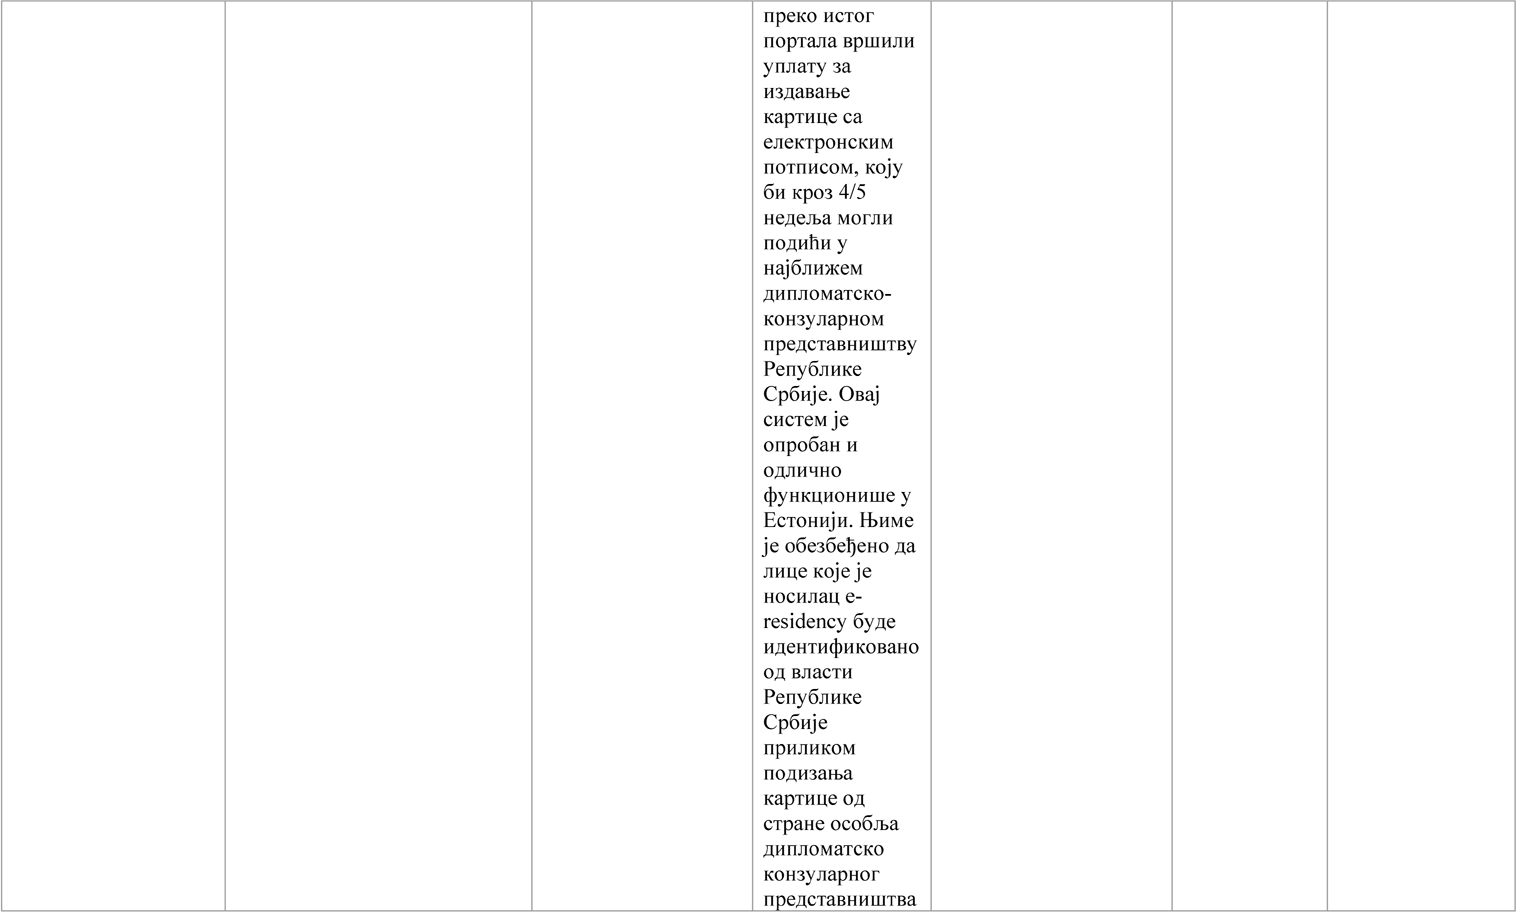 преко истог
портала вршили
уплату за
издавање
картице са
електронским
потписом, коју
би кроз 4/5
недеља могли
подићи у
најближем
дипломатско-
конзуларном
представништву
Републике
Србије. Овај
систем је
опробан и
одлично
функционише у
Естонији. Њиме
је обезбеђено да
лице које је
носилац e-
residency буде
идентификовано
од власти
Републике
Србије
приликом
подизања
картице од
стране особља
дипломатско
конзуларног
представништва